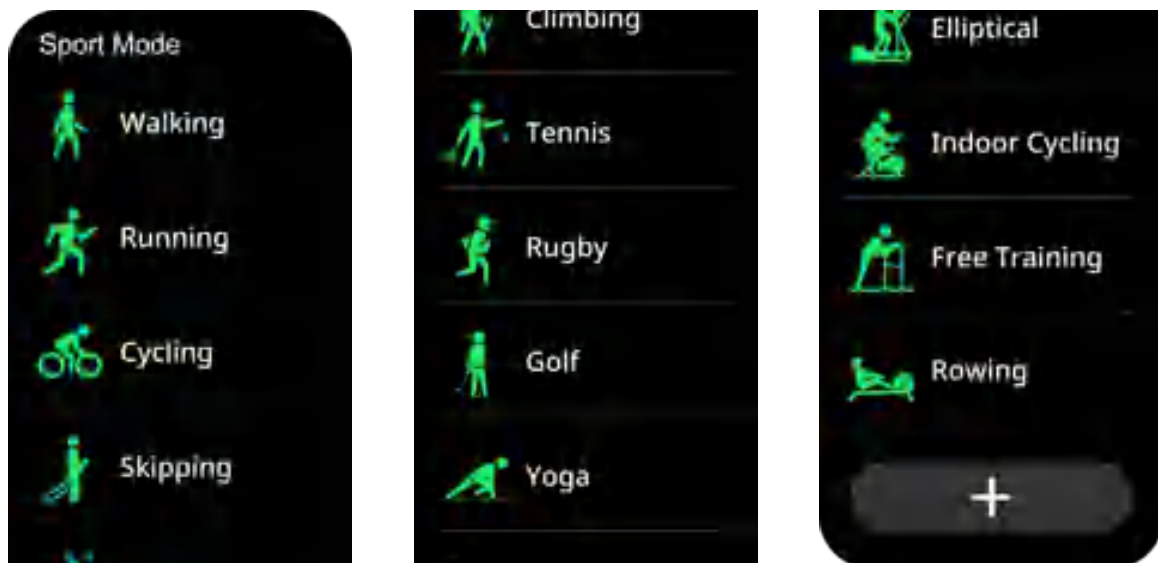 Sport Mode
Walking
Running
Cycling
Skipping
Climbing
Tennis
Rugby
Golf
Yoga
Elliptical
Indoor Cycling
Free Training
Rowing
+